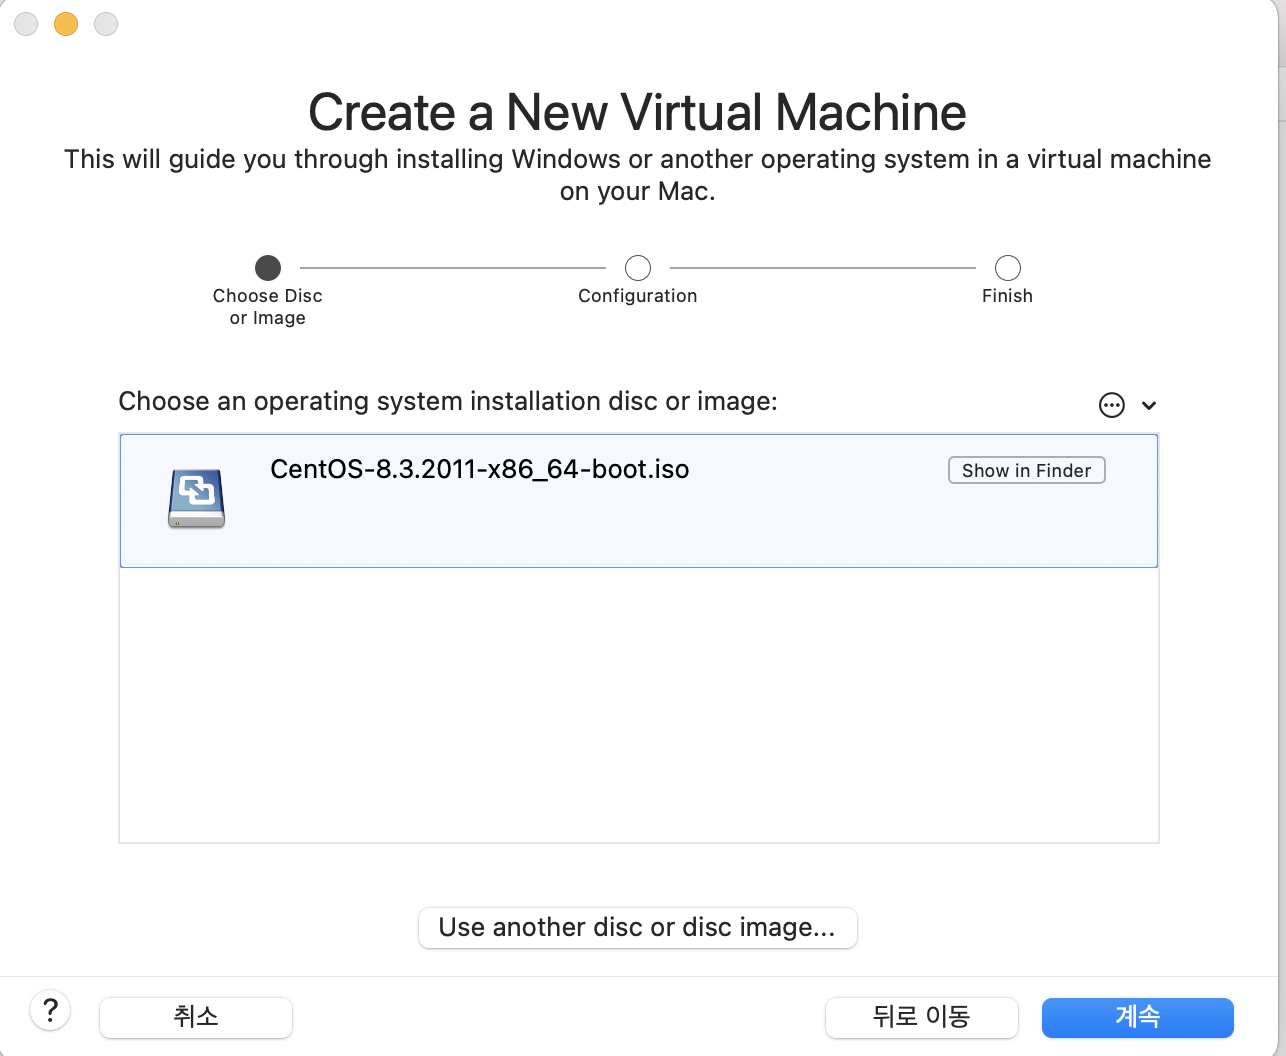 Create a New Virtual Machine
This will guide you through installing Windows or another operating system in a virtual machine
on your Mac.
Choose Disc
or Image
Configuration
Finish
Choose an operating system installation disc or image:
CentOS-8.3.2011-x86_64-boot.iso
Show in Finder
Use another disc or disc image...
?
취소
뒤로 이동
계속